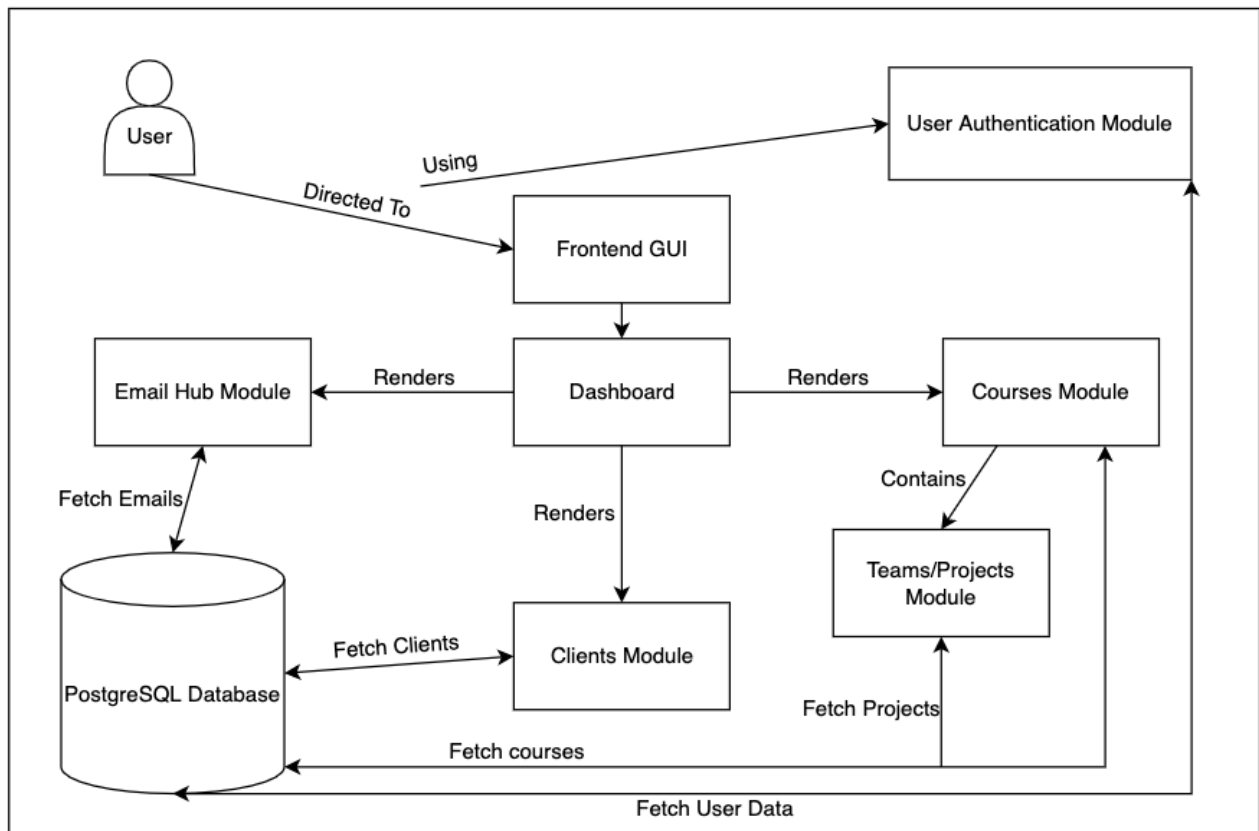 User
User Authentication Module
Using
Directed To
Frontend GUI
Email Hub Module
Renders
Dashboard
Renders
Courses Module
Fetch Emails
Renders
Contains
Teams/Projects
Module
PostgreSQL Database
Fetch Clients
Clients Module
Fetch Projects
Fetch courses
Fetch User Data